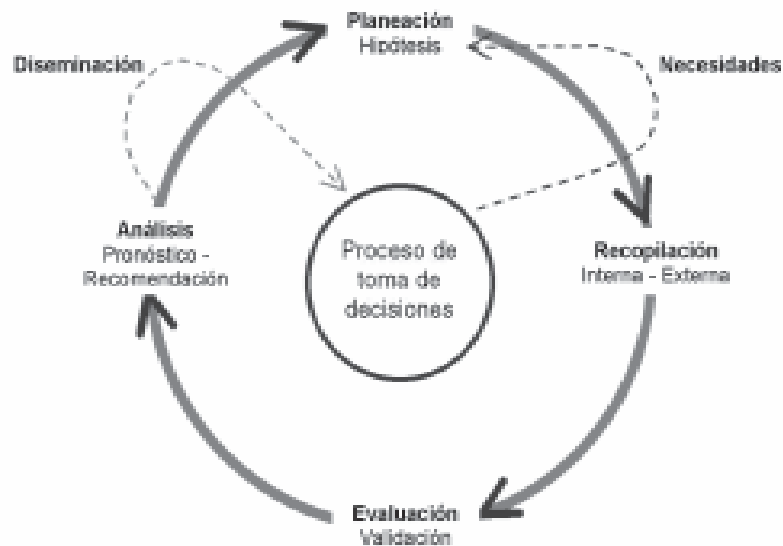 Planeación
Hipótesis
Diseminación
Necesidades
Análisis
Pronóstico -
Recomendación
Proceso de
toma de
decisiones
Recopilación
Interna - Externa
Evaluación
Validación